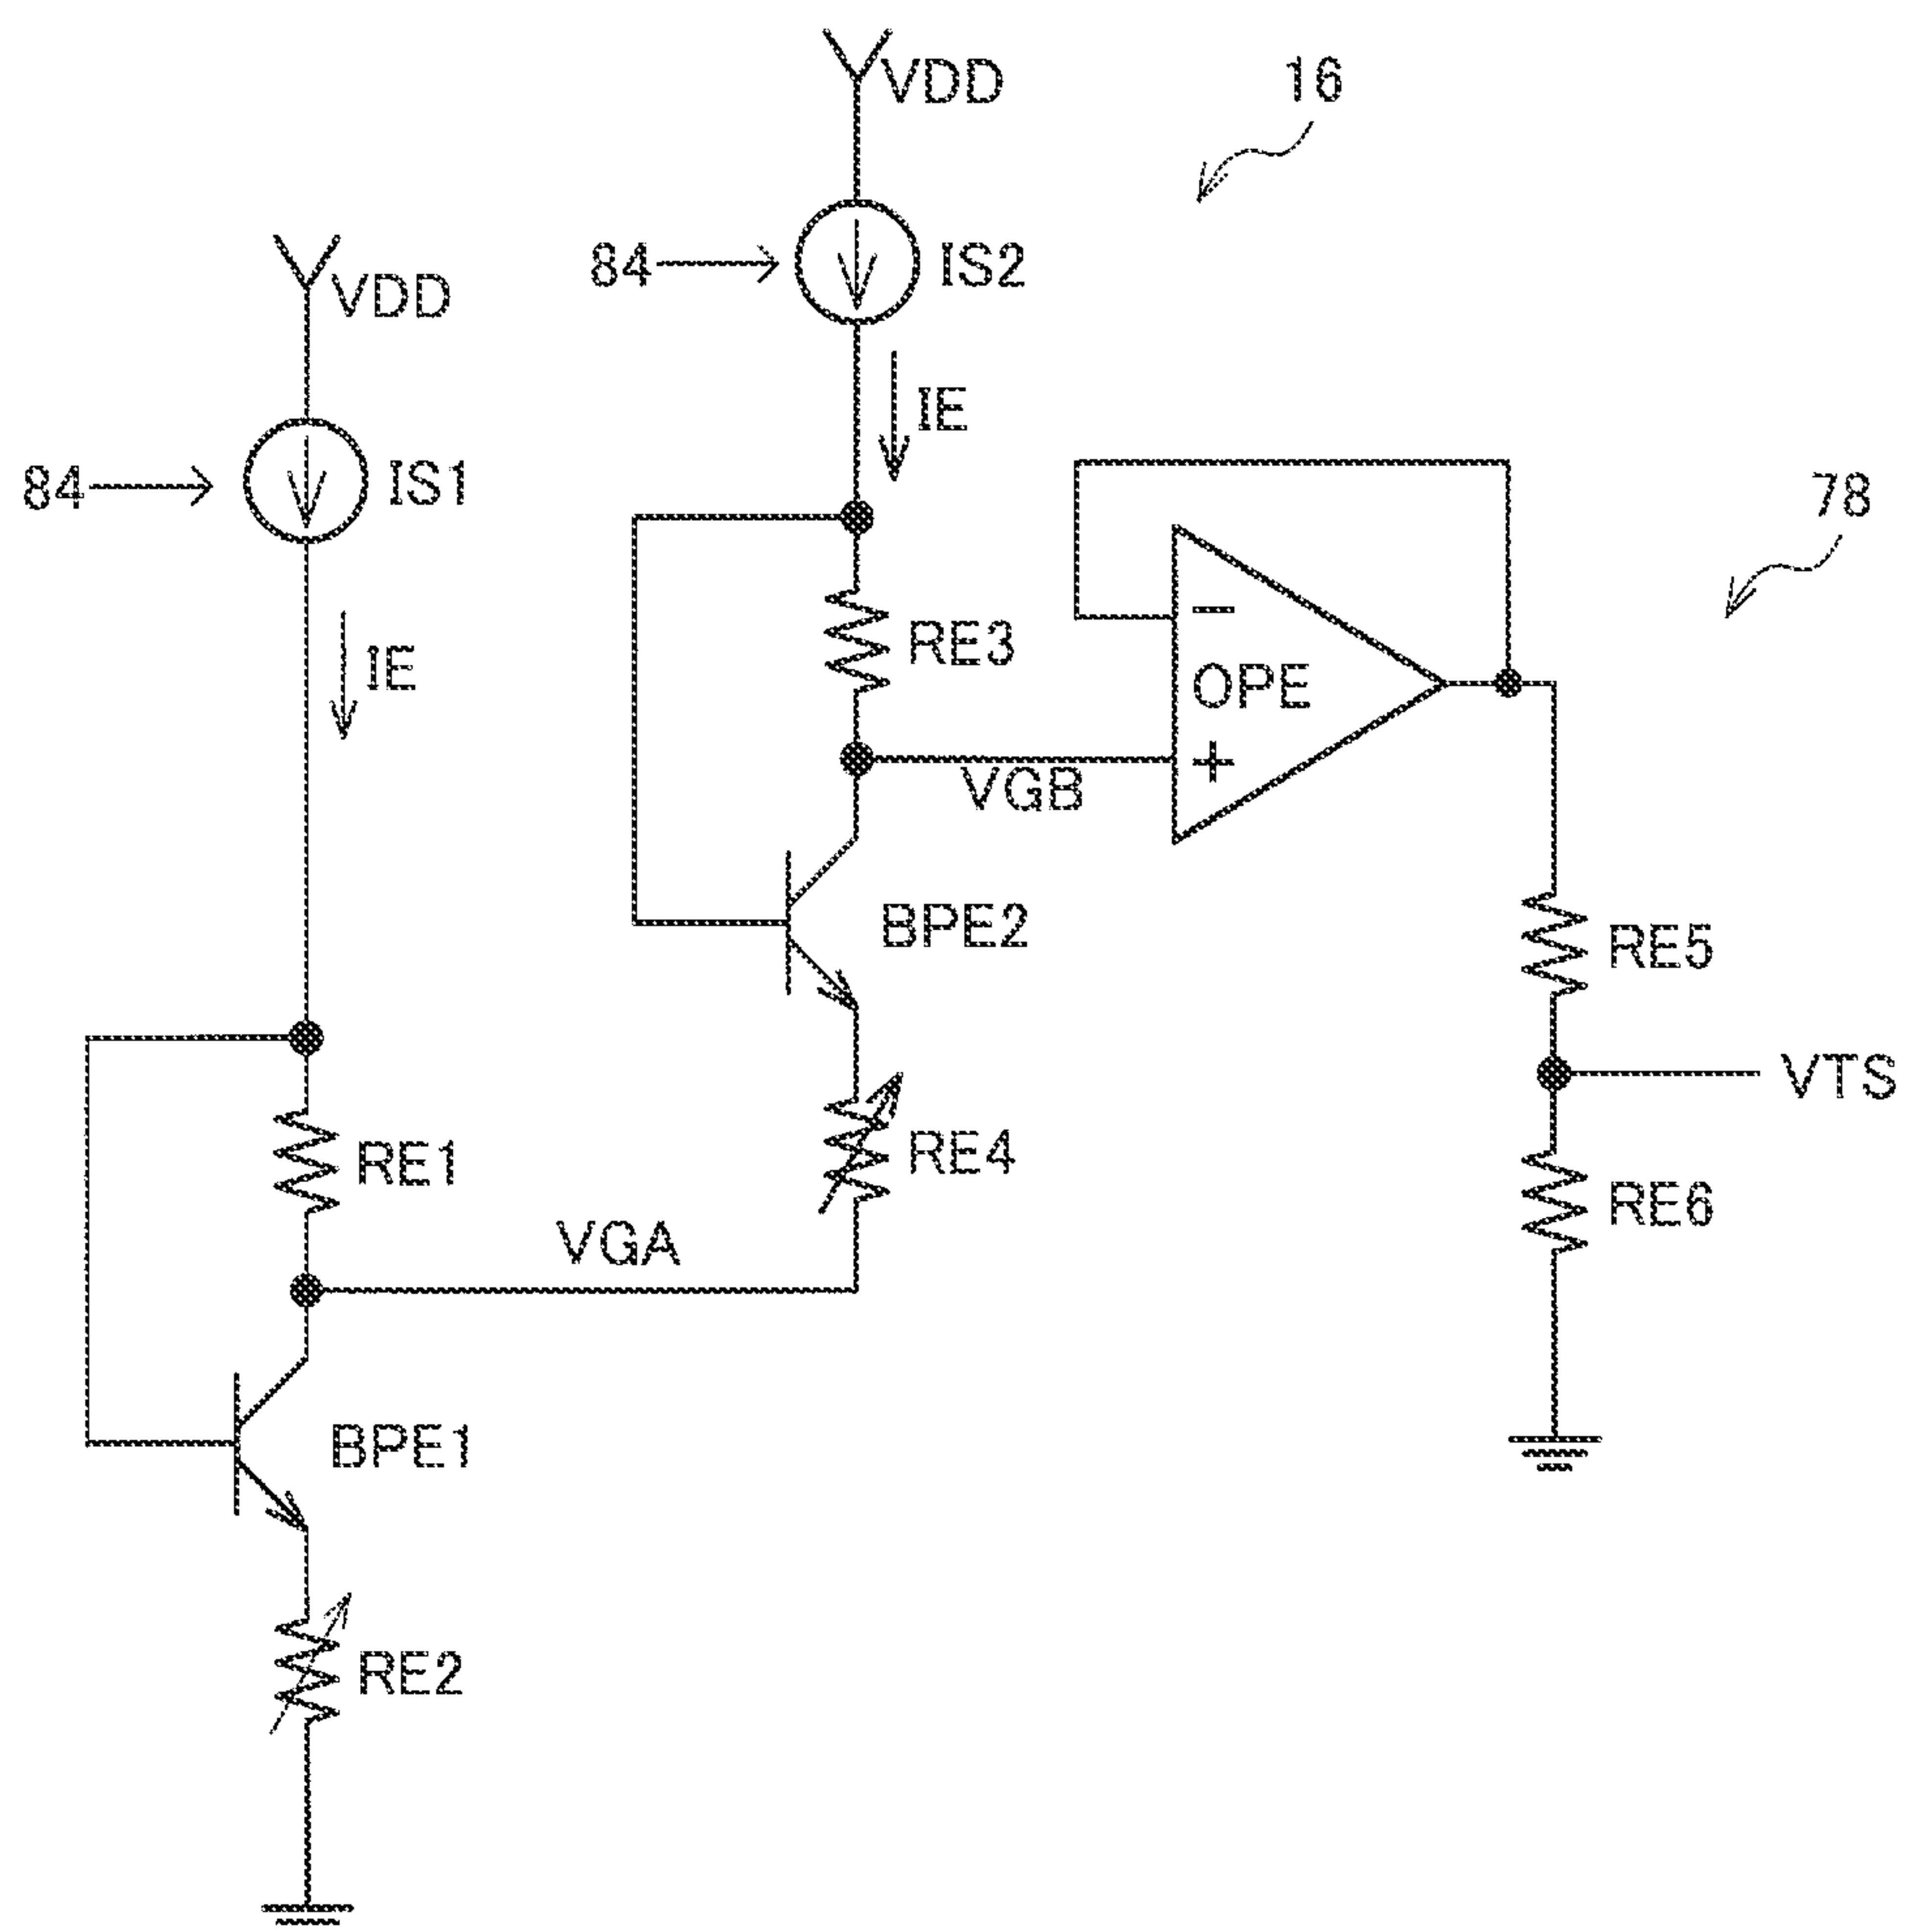 VDD
16
84
IS2
VDD
IE
84
IS1
78
IE
RE3
−
OPE
+
VGB
BPE2
RE5
VTS
RE4
RE1
RE6
VGA
BPE1
RE2